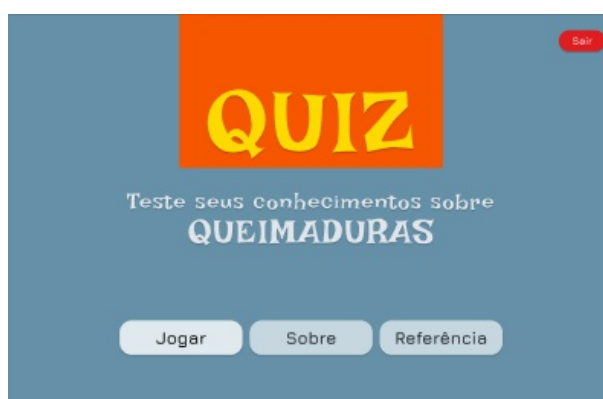 Sair
QUIZ
Teste seus conhecimentos sobre
QUEIMADURAS
Jogar Sobre Referência